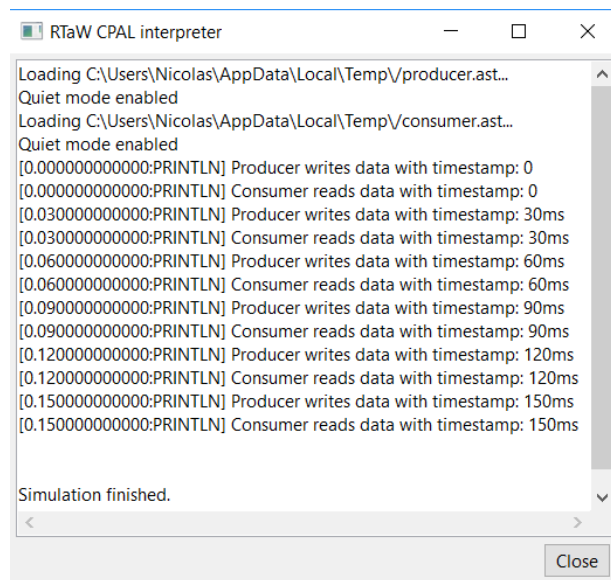 RTaW CPAL interpreter
Loading C:\Users\Nicolas\AppData\Local\Temp\/producer.ast...
Quiet mode enabled
Loading C:\Users\Nicolas\AppData\Local\Temp\/consumer.ast...
Quiet mode enabled
[0.000000000000:PRINTLN] Producer writes data with timestamp: 0
[0.000000000000:PRINTLN] Consumer reads data with timestamp: 0
[0.030000000000:PRINTLN] Producer writes data with timestamp: 30ms
[0.030000000000:PRINTLN] Consumer reads data with timestamp: 30ms
[0.060000000000:PRINTLN] Producer writes data with timestamp: 60ms
[0.060000000000:PRINTLN] Consumer reads data with timestamp: 60ms
[0.090000000000:PRINTLN] Producer writes data with timestamp: 90ms
[0.090000000000:PRINTLN] Consumer reads data with timestamp: 90ms
[0.120000000000:PRINTLN] Producer writes data with timestamp: 120ms
[0.120000000000:PRINTLN] Consumer reads data with timestamp: 120ms
[0.150000000000:PRINTLN] Producer writes data with timestamp: 150ms
[0.150000000000:PRINTLN] Consumer reads data with timestamp: 150ms
Simulation finished.
Close